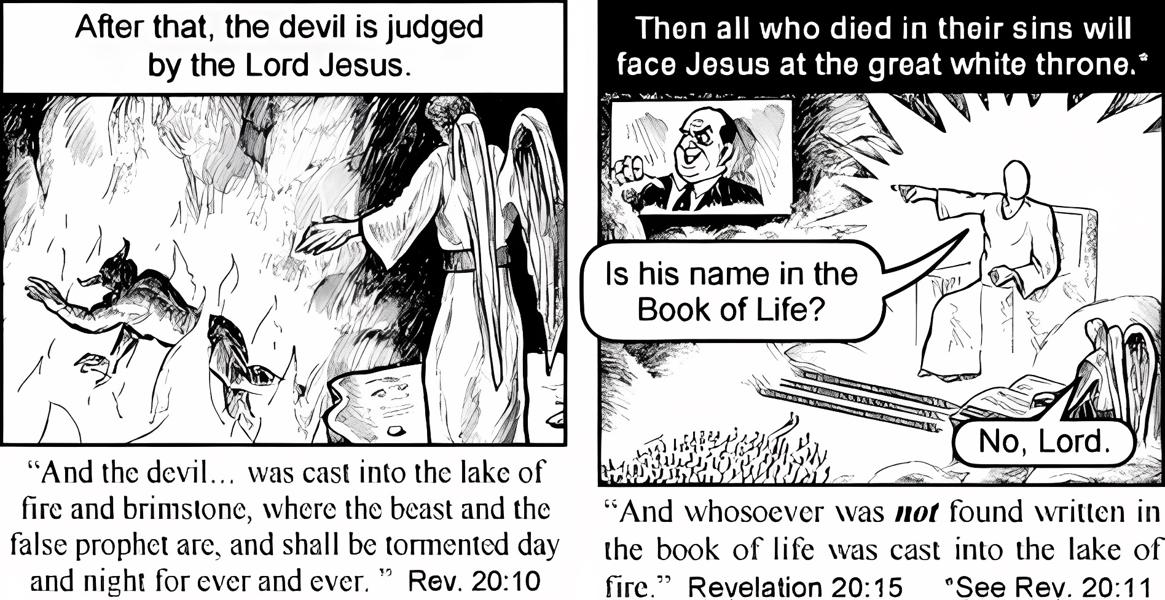 After that, the devil is judged
by the Lord Jesus.
“And the devil... was cast into the lake of
fire and brimstone, where the beast and the
false prophet are, and shall be tormented day
and night for ever and ever. ” Rev. 20:10
Then all who died in their sins will
face Jesus at the great white throne.*
Is his name in the
Book of Life?
No, Lord.
“And whosoever was not found written in
the book of life was cast into the lake of
fire.” Revelation 20:15 *See Rev. 20:11